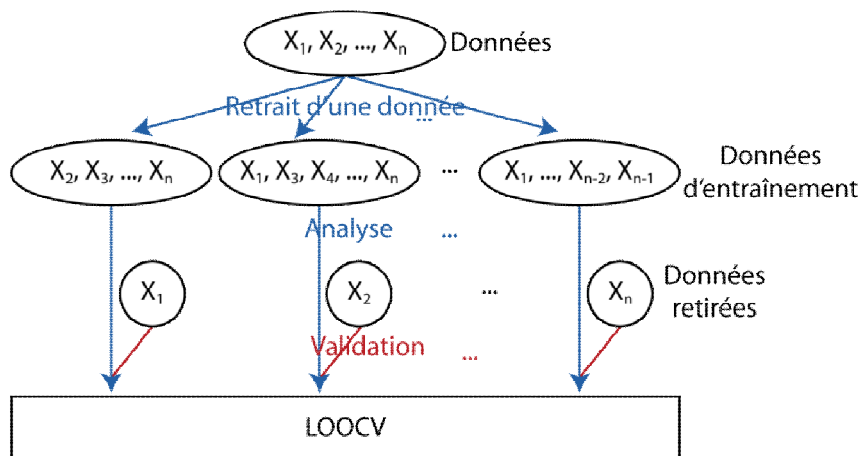 X1, X2, ..., Xn Données
Retrait d'une donnée
...
X2, X3, ..., Xn X1, X3, X4, ..., Xn ... X1, ..., Xn-2, Xn-1 Données
d'entraînement
Analyse ...
X1 X2 ... Xn Données
retirées
Validation ...
LOOCV